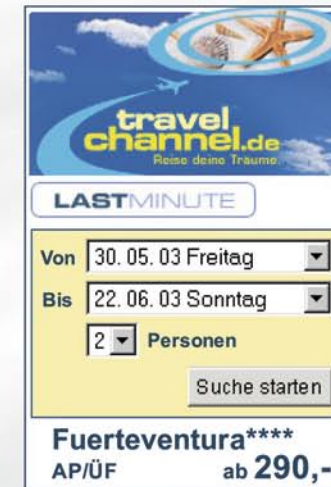 travel
channel.de
Reise deine Träume.
LASTMINUTE
Von 30. 05. 03 Freitag
Bis 22. 06. 03 Sonntag
2 Personen
Suche starten
Fuerteventura****
AP/ÜF ab 290,-